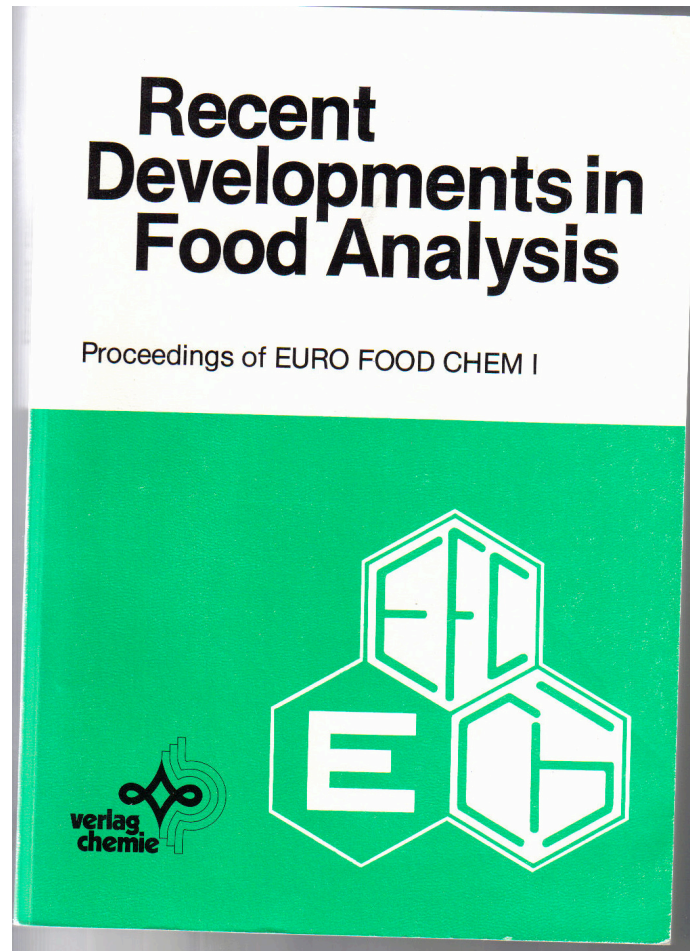 Recent
Developments in
Food Analysis
Proceedings of EURO FOOD CHEM I
EFC
E
verlag
chemie